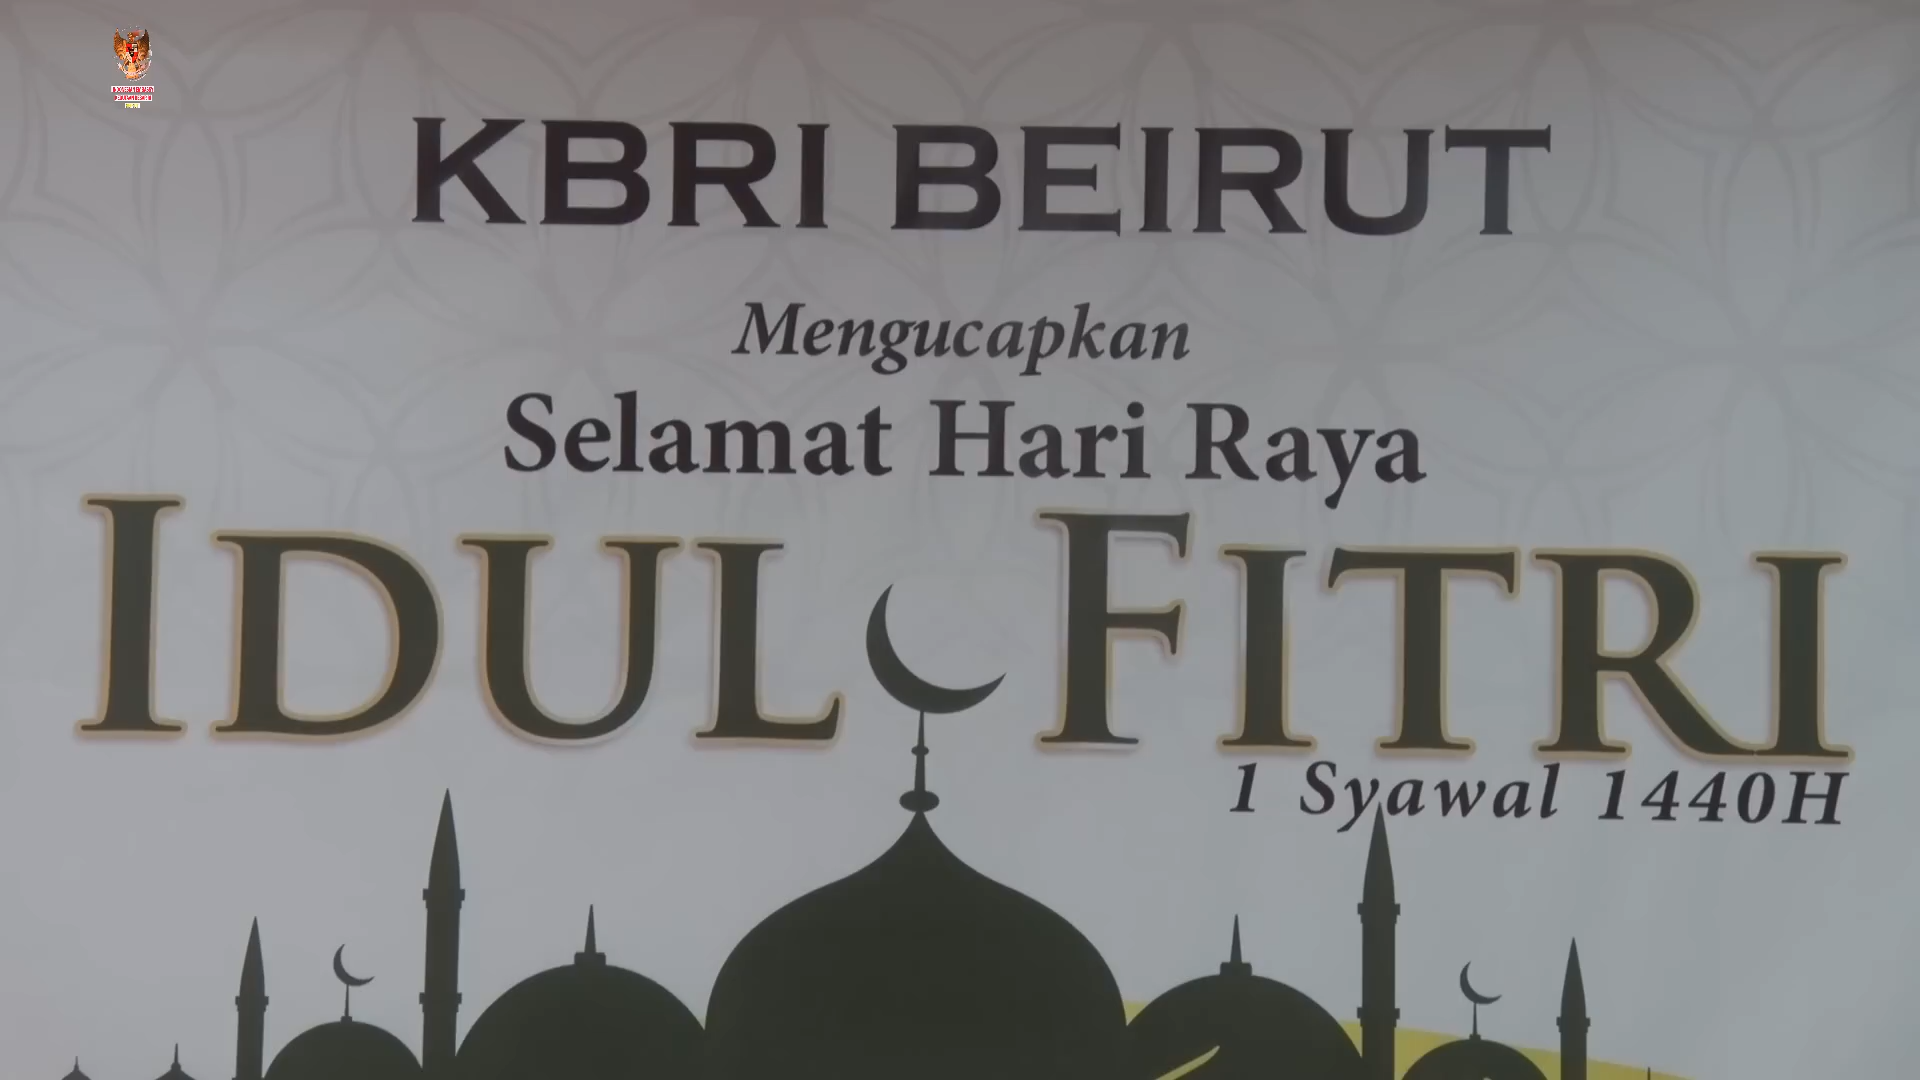 KBRI BEIRUT
Mengucapkan
Selamat Hari Raya
IDUL FITRI
1 Syawal 1440H